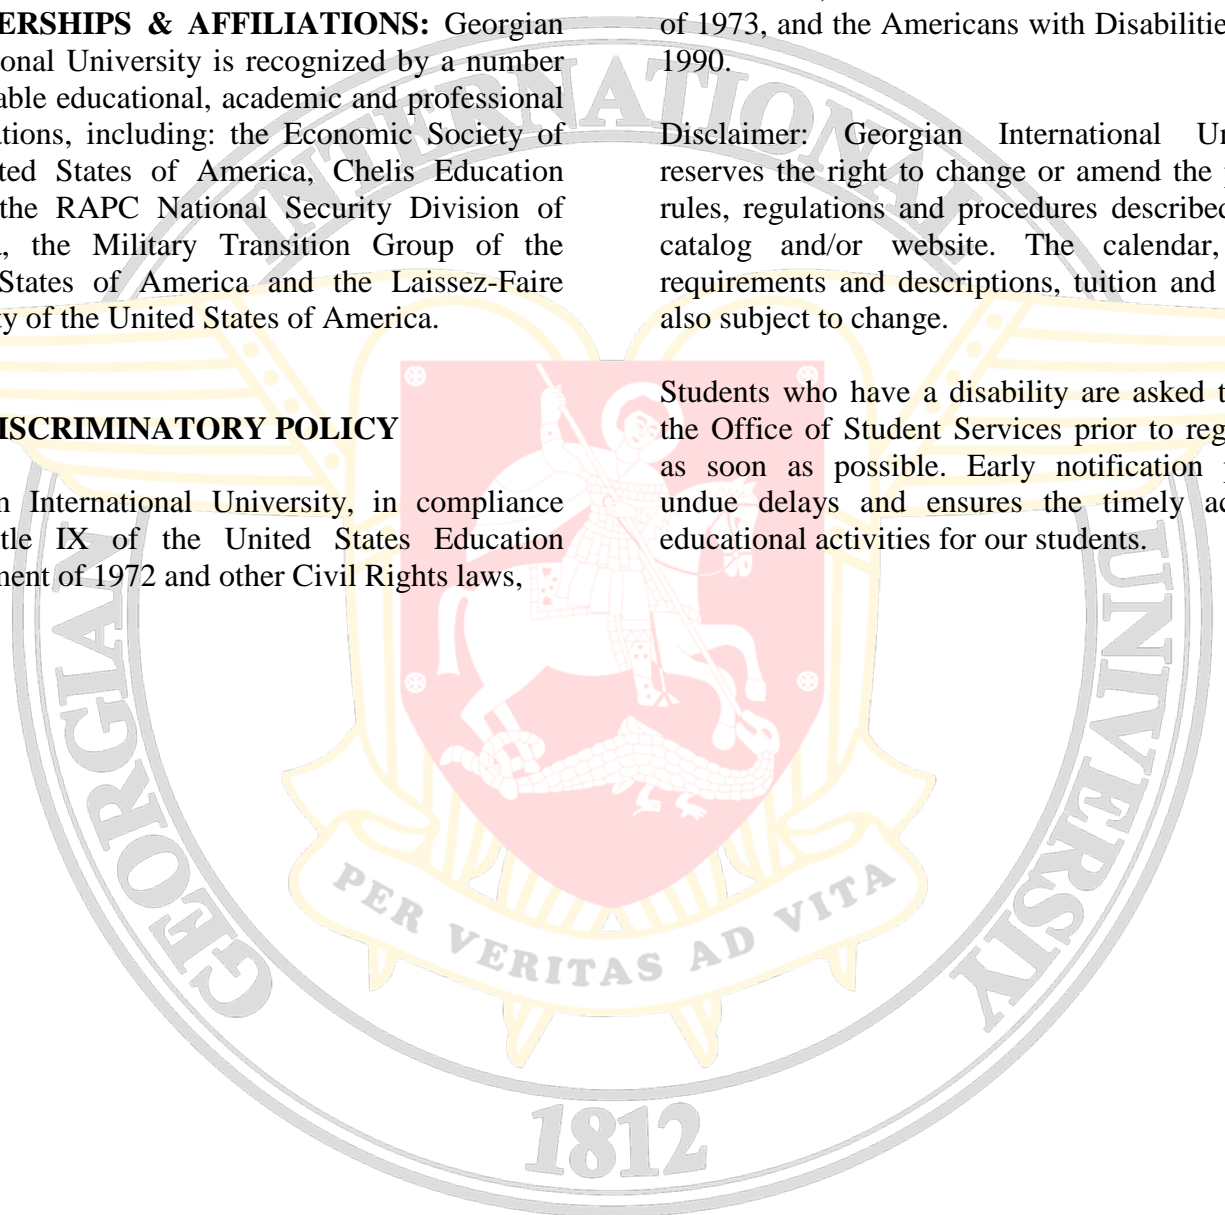 ERSHIPS & AFFILIATIONS: Georgian
onal University is recognized by a number
able educational, academic and professional
ations, including: the Economic Society of
ted States of America, Chelis Education
the RAPC National Security Division of
, the Military Transition Group of the
States of America and the Laissez-Faire
y of the United States of America.
ISCRIMINATORY POLICY
n International University, in compliance
tle IX of the United States Education
ment of 1972 and other Civil Rights laws,
of 1973, and the Americans with Disabilities
1990.
Disclaimer: Georgian International Un
reserves the right to change or amend the
rules, regulations and procedures described
catalog and/or website. The calendar,
requirements and descriptions, tuition and
also subject to change.
Students who have a disability are asked t
the Office of Student Services prior to reg
as soon as possible. Early notification
undue delays and ensures the timely ac
educational activities for our students.
GEORGIAN INTERNATIONAL UNIVERSITY
PER VERITAS AD VITA
1812